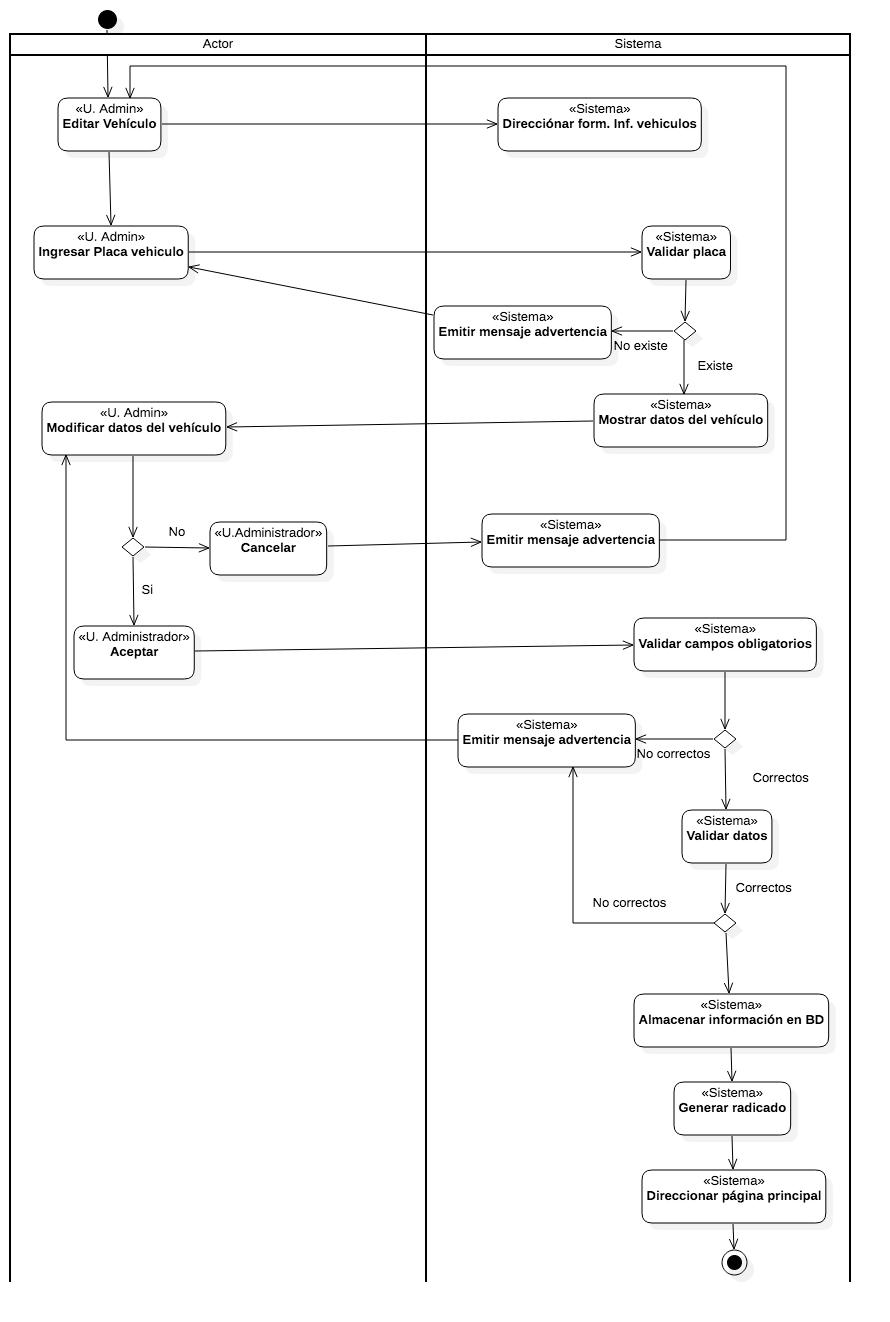 Actor
Sistema
«U. Admin»
Editar Vehículo
«Sistema»
Direcciónar form. Inf. vehiculos
«U. Admin»
Ingresar Placa vehiculo
«Sistema»
Validar placa
«Sistema»
Emitir mensaje advertencia
No existe
Existe
«U. Admin»
Modificar datos del vehículo
«Sistema»
Mostrar datos del vehículo
No
«U.Administrador»
Cancelar
«Sistema»
Emitir mensaje advertencia
Si
«U. Administrador»
Aceptar
«Sistema»
Validar campos obligatorios
«Sistema»
Emitir mensaje advertencia
No correctos
Correctos
«Sistema»
Validar datos
Correctos
No correctos
«Sistema»
Almacenar información en BD
«Sistema»
Generar radicado
«Sistema»
Direccionar página principal